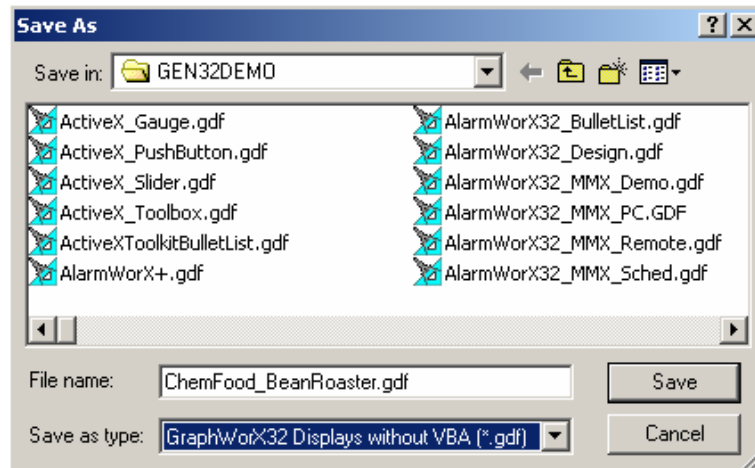 Save As
Save in: GEN32DEMO
ActiveX_Gauge.gdf
ActiveX_PushButton.gdf
ActiveX_Slider.gdf
ActiveX_Toolbox.gdf
ActiveXToolkitBulletList.gdf
AlarmWorX+.gdf
AlarmWorX32_BulletList.gdf
AlarmWorX32_Design.gdf
AlarmWorX32_MMX_Demo.gdf
AlarmWorX32_MMX_PC.GDF
AlarmWorX32_MMX_Remote.gdf
AlarmWorX32_MMX_Sched.gdf
File name: ChemFood_BeanRoaster.gdf Save
Save as type: GraphWorX32 Displays without VBA (*.gdf) Cancel